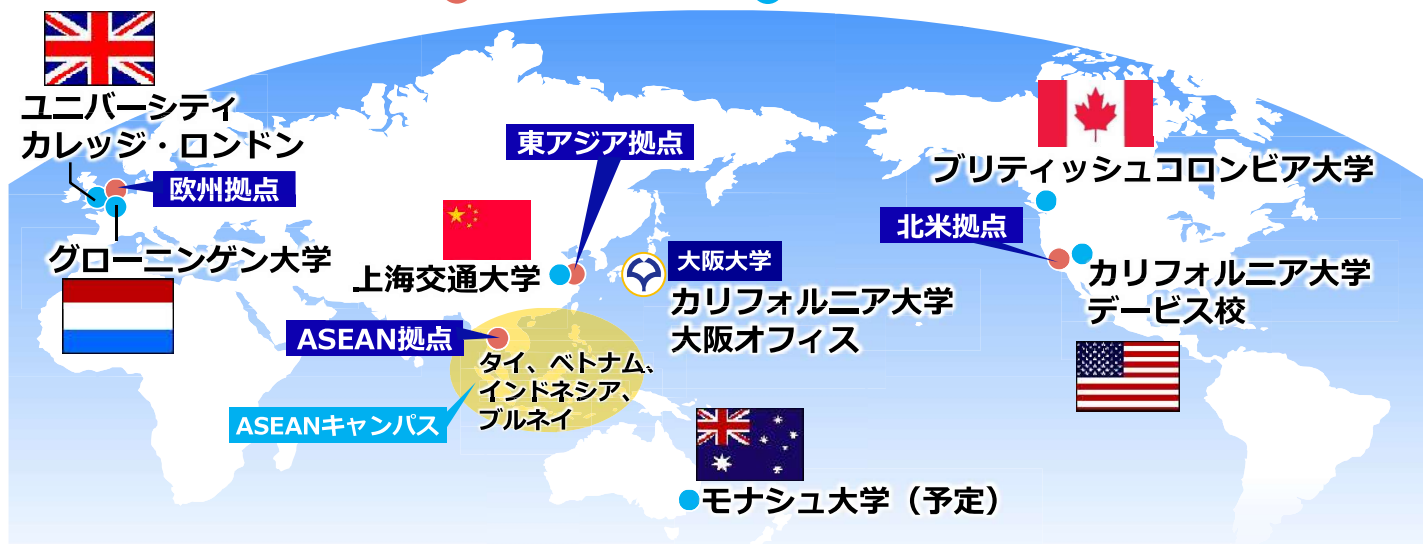 ユニバーシティ
カレッジ・ロンドン
欧州拠点
グローニンゲン大学
東アジア拠点
上海交通大学
ASEAN拠点
タイ、ベトナム、
インドネシア、
ブルネイ
ASEANキャンパス
大阪大学
カリフォルニア大学
大阪オフィス
モナシュ大学（予定）
ブリティッシュコロンビア大学
北米拠点
カリフォルニア大学
デービス校